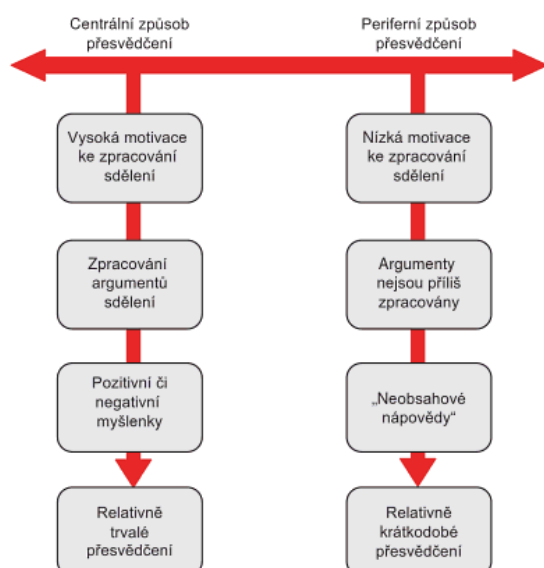 Centrální způsob
přesvědčení
Periferní způsob
přesvědčení
Vysoká motivace
ke zpracování
sdělení
Nízká motivace
ke zpracování
sdělení
Zpracování
argumentů
sdělení
Argumenty
nejsou příliš
zpracovány
Pozitivní či
negativní
myšlenky
„Neobsahové
nápovědy“
Relativně
trvalé
přesvědčení
Relativně
krátkodobé
přesvědčení